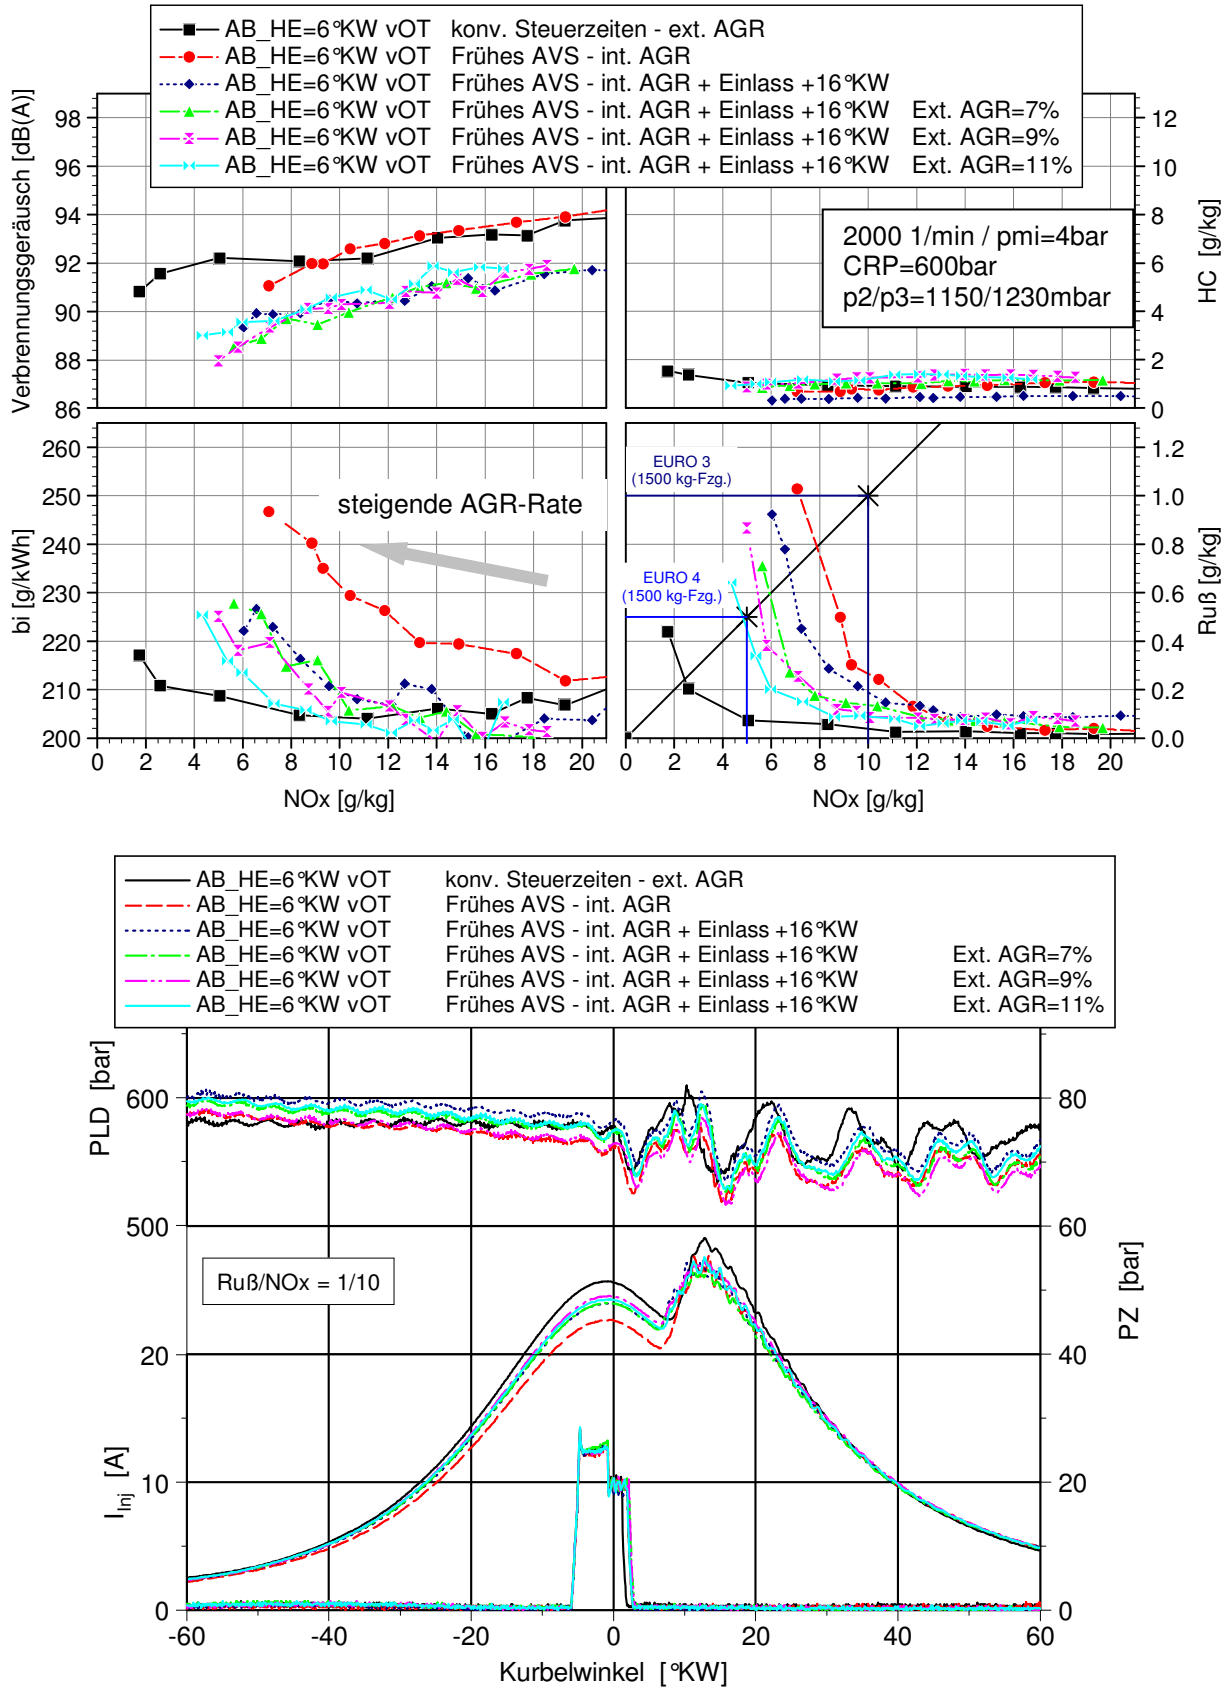 AB_HE=6°KW vOT konv. Steuerzeiten - ext. AGR
AB_HE=6°KW vOT Frühes AVS - int. AGR
AB_HE=6°KW vOT Frühes AVS - int. AGR + Einlass +16°KW
AB_HE=6°KW vOT Frühes AVS - int. AGR + Einlass +16°KW Ext. AGR=7%
AB_HE=6°KW vOT Frühes AVS - int. AGR + Einlass +16°KW Ext. AGR=9%
AB_HE=6°KW vOT Frühes AVS - int. AGR + Einlass +16°KW Ext. AGR=11%
Verbrennungsgeräusch [dB(A)]
98
96
94
92
90
88
86
12
10
8
6
4
2
0
HC [g/kg]
2000 1/min / pmi=4bar
CRP=600bar
p2/p3=1150/1230mbar
bi [g/kWh]
260
250
240
230
220
210
200
steigende AGR-Rate
0 2 4 6 8 10 12 14 16 18 20
NOx [g/kg]
EURO 3
(1500 kg-Fzg.)
EURO 4
(1500 kg-Fzg.)
1.2
1.0
0.8
0.6
0.4
0.2
0.0
Ruß [g/kg]
0 2 4 6 8 10 12 14 16 18 20
NOx [g/kg]
AB_HE=6°KW vOT konv. Steuerzeiten - ext. AGR
AB_HE=6°KW vOT Frühes AVS - int. AGR
AB_HE=6°KW vOT Frühes AVS - int. AGR + Einlass +16°KW
AB_HE=6°KW vOT Frühes AVS - int. AGR + Einlass +16°KW Ext. AGR=7%
AB_HE=6°KW vOT Frühes AVS - int. AGR + Einlass +16°KW Ext. AGR=9%
AB_HE=6°KW vOT Frühes AVS - int. AGR + Einlass +16°KW Ext. AGR=11%
PLD [bar]
600
500
I_Inj [A]
20
10
0
Ruß/NOx = 1/10
80
60
40
20
0
PZ [bar]
-60 -40 -20 0 20 40 60
Kurbelwinkel [°KW]